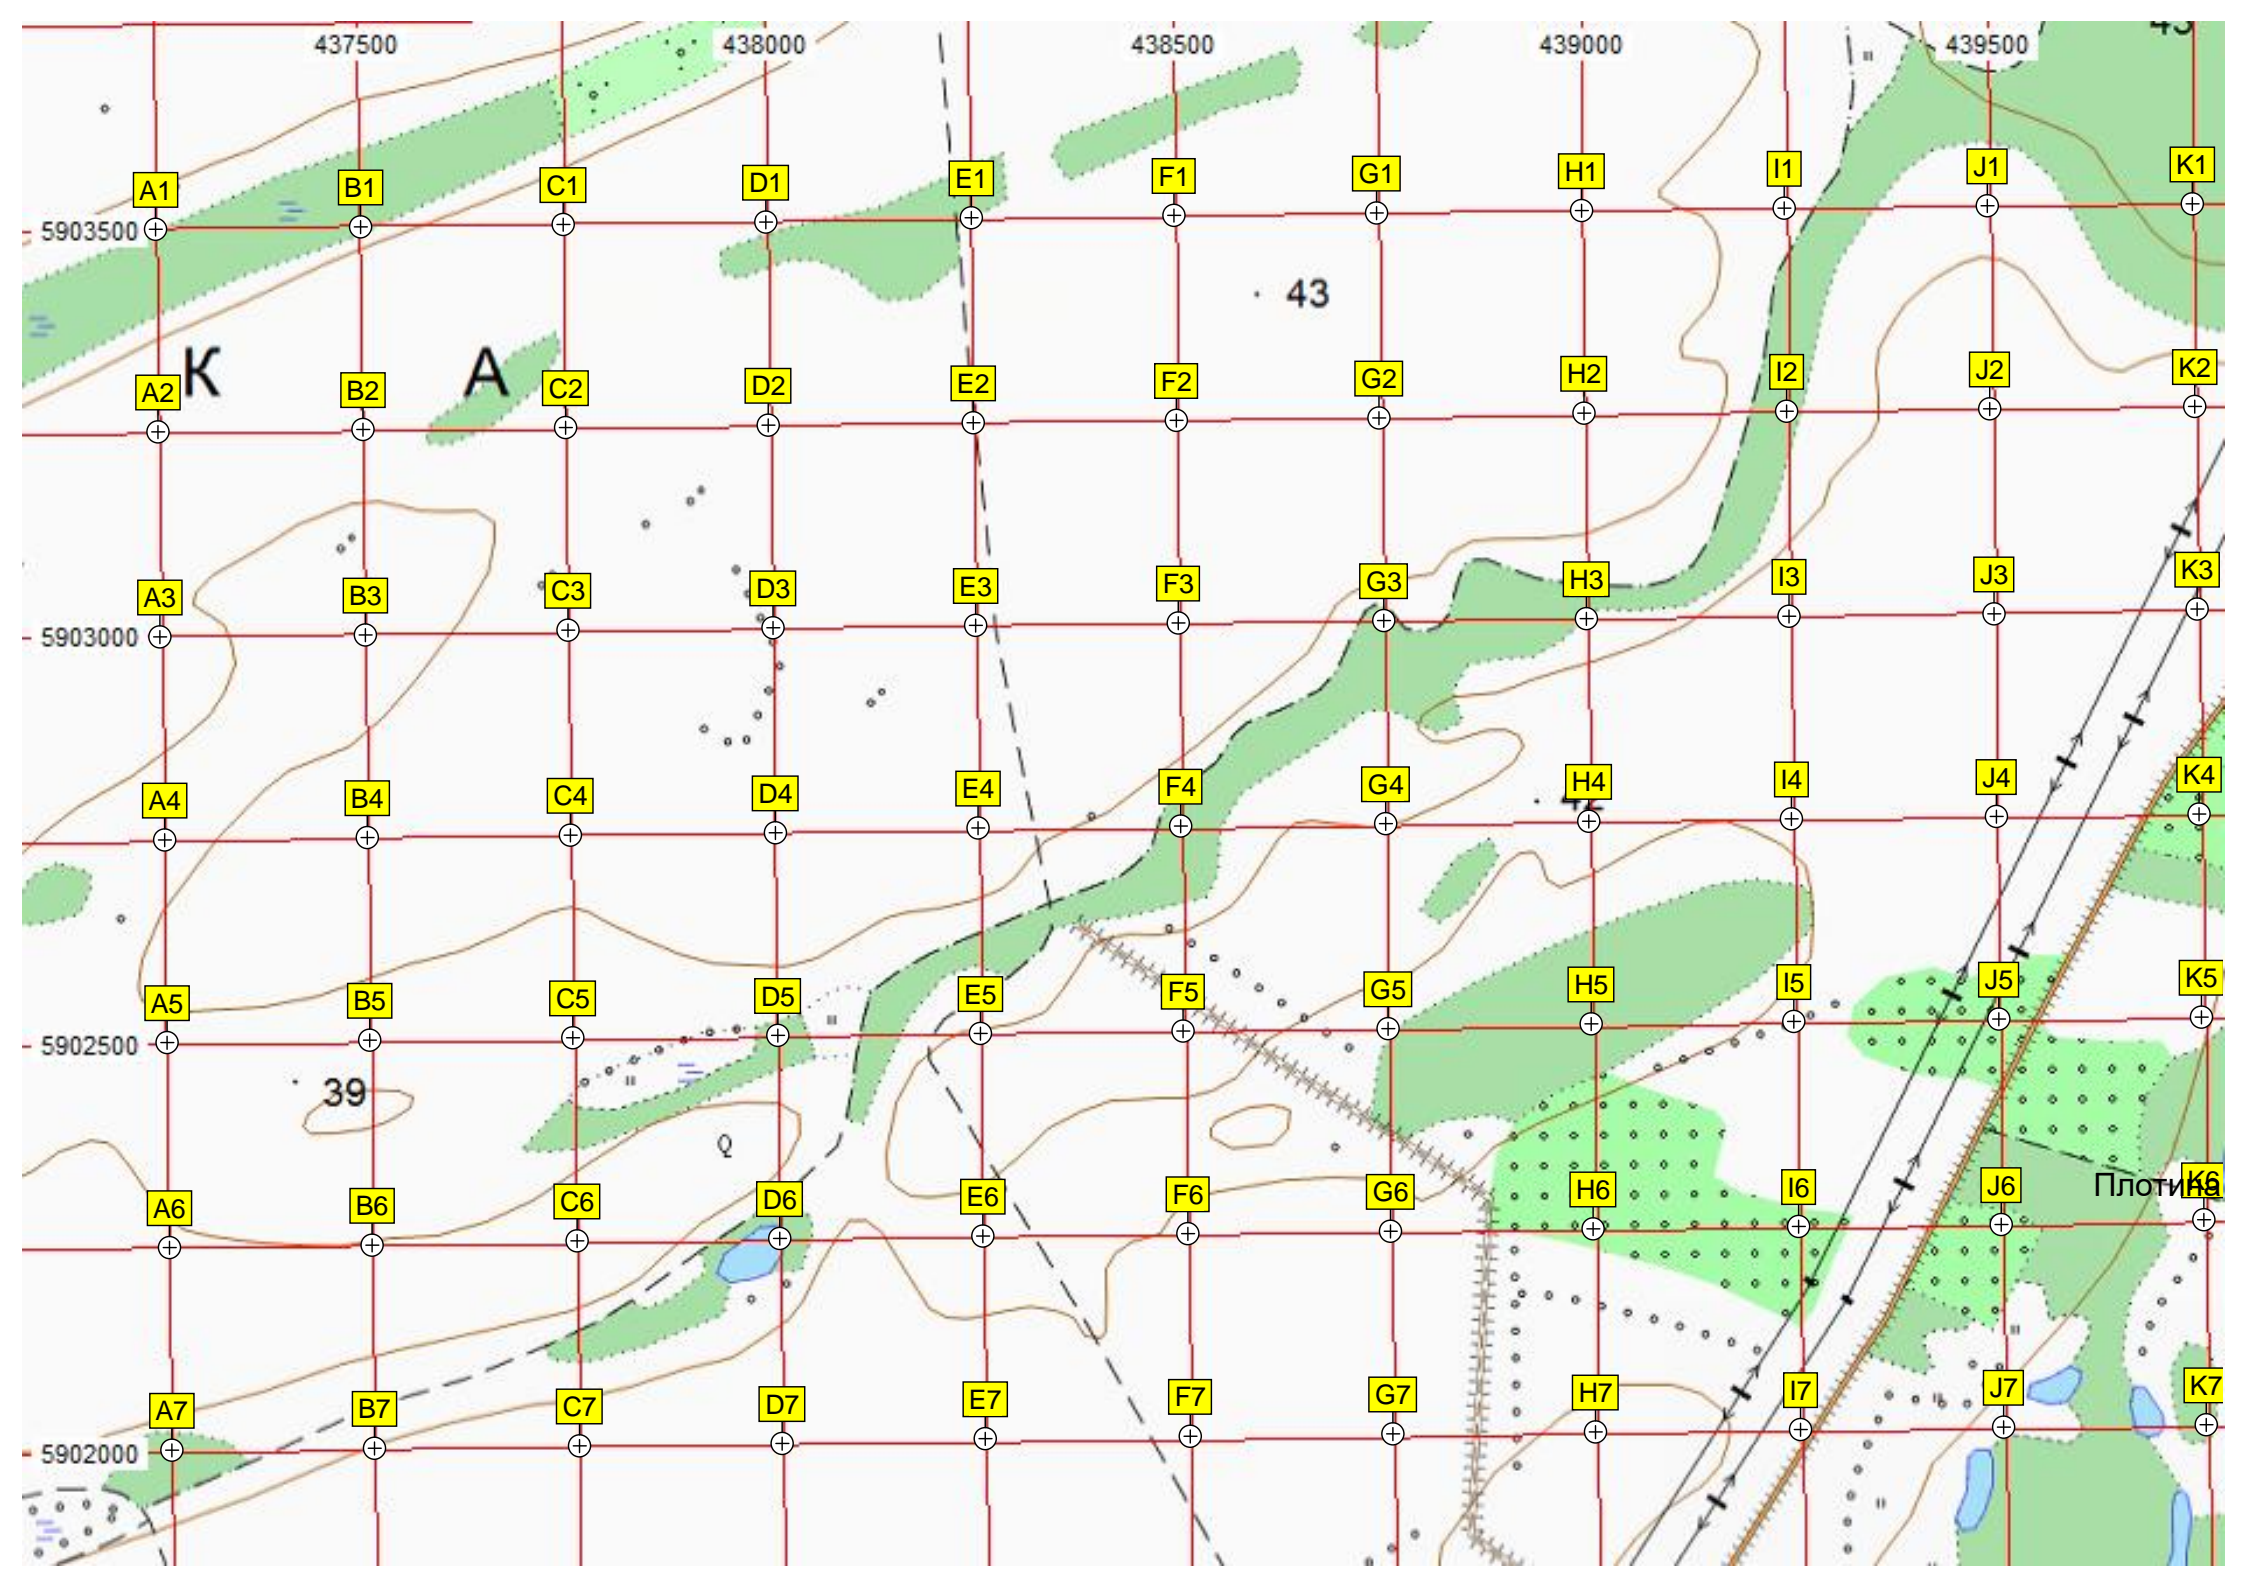 437500 438000 438500 439000 439500
A1 B1 C1 D1 E1 F1 G1 H1 I1 J1 K1
5903500
43
К А
A2 B2 C2 D2 E2 F2 G2 H2 I2 J2 K2
A3 B3 C3 D3 E3 F3 G3 H3 I3 J3 K3
5903000
A4 B4 C4 D4 E4 F4 G4 H4 I4 J4 K4
A5 B5 C5 D5 E5 F5 G5 H5 I5 J5 K5
5902500
39
Q
A6 B6 C6 D6 E6 F6 G6 H6 I6 J6 K6
Плотина
A7 B7 C7 D7 E7 F7 G7 H7 I7 J7 K7
5902000